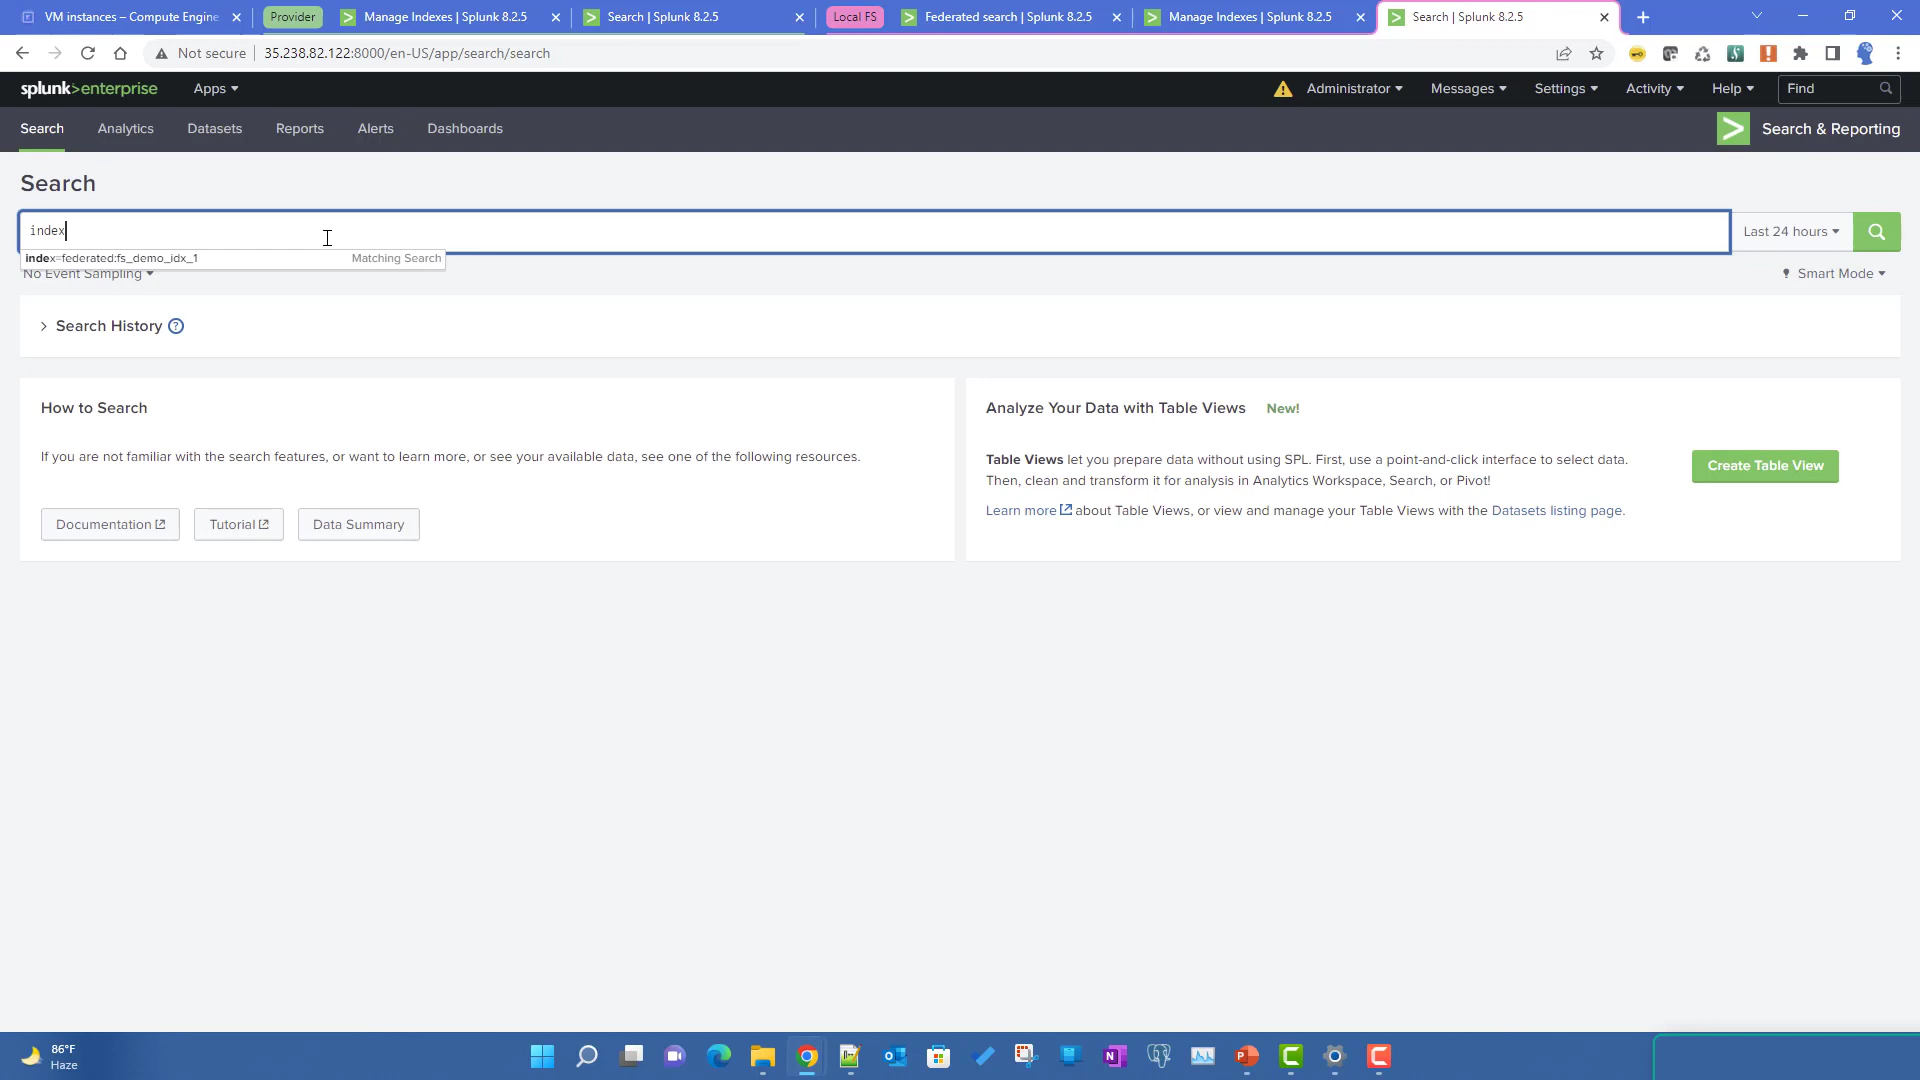 VM instances – Compute Engine
Provider
Manage Indexes | Splunk 8.2.5
Search | Splunk 8.2.5
Local FS
Federated search | Splunk 8.2.5
Manage Indexes | Splunk 8.2.5
Search | Splunk 8.2.5
Not secure
35.238.82.122:8000/en-US/app/search/search
splunk>enterprise
Apps
Administrator
Messages
Settings
Activity
Help
Find
Search
Analytics
Datasets
Reports
Alerts
Dashboards
Search & Reporting
Search
index
Last 24 hours
index=federated:fs_demo_idx_1
Matching Search
No Event Sampling
Smart Mode
Search History
How to Search
If you are not familiar with the search features, or want to learn more, or see your available data, see one of the following resources.
Documentation
Tutorial
Data Summary
Analyze Your Data with Table Views New!
Table Views let you prepare data without using SPL. First, use a point-and-click interface to select data.
Then, clean and transform it for analysis in Analytics Workspace, Search, or Pivot!
Create Table View
Learn more about Table Views, or view and manage your Table Views with the Datasets listing page.
86°F
Haze